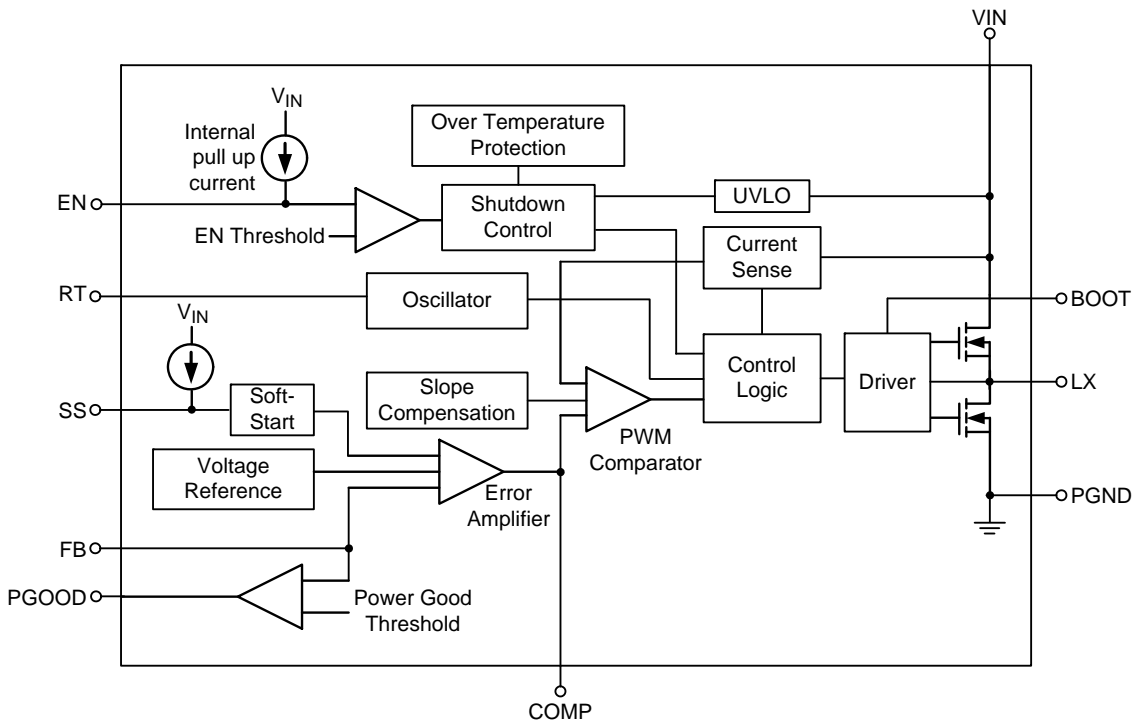 VIN
VIN
Internal
pull up
current
Over Temperature
Protection
EN
EN Threshold
Shutdown
Control
UVLO
Current
Sense
RT
Oscillator
BOOT
VIN
Control
Logic
Driver
LX
SS
Soft-
Start
Slope
Compensation
PWM
Comparator
Voltage
Reference
Error
Amplifier
PGND
FB
PGOOD
Power Good
Threshold
COMP